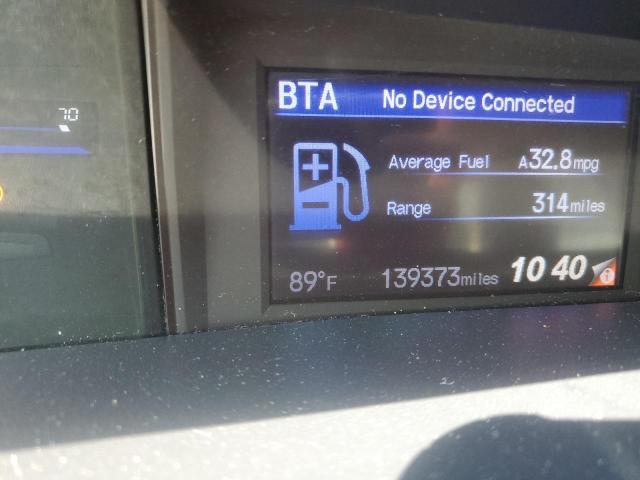 70
BTA No Device Connected
Average Fuel A32.8mpg
Range 314miles
89°F 139373miles 10 40